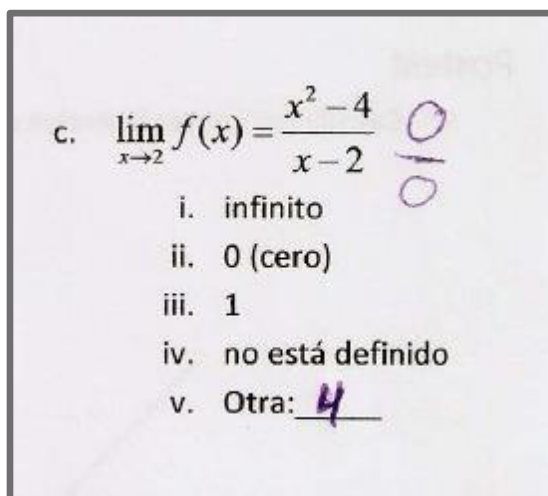 c. lim x→2 f(x) = x² − 4 / x − 2 0/0
i. infinito
ii. 0 (cero)
iii. 1
iv. no está definido
v. Otra: 4